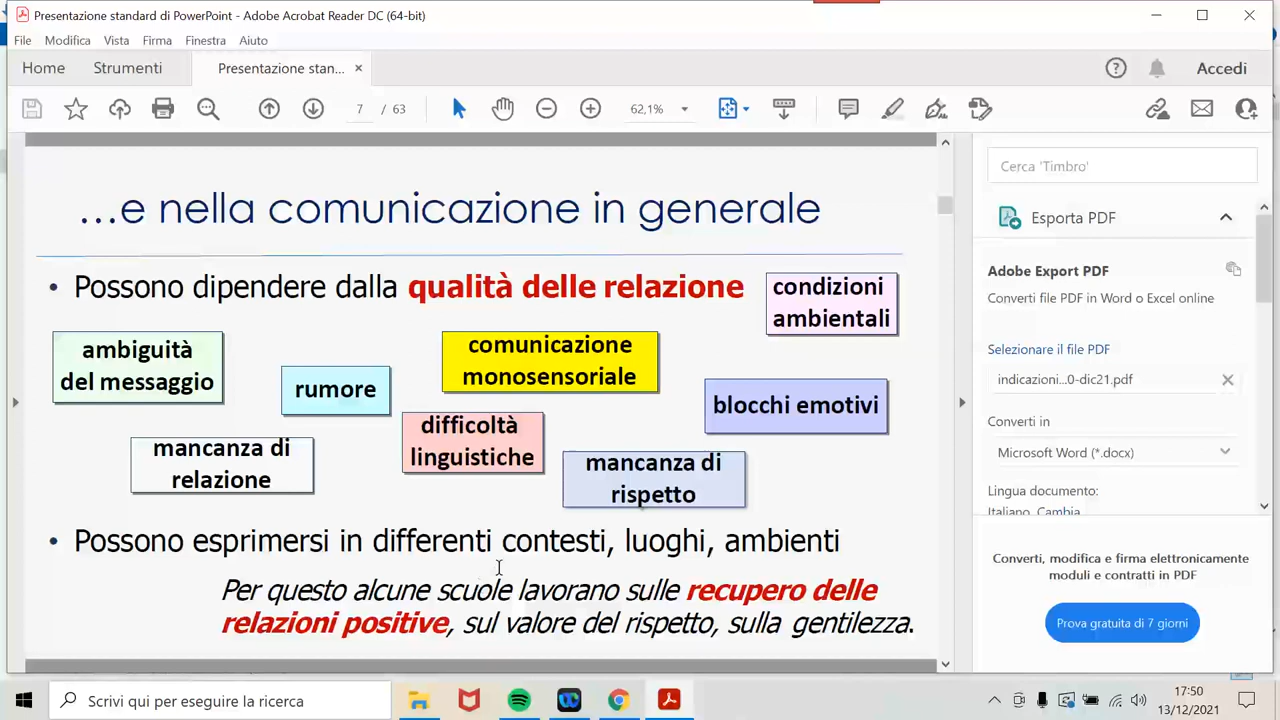 Presentazione standard di PowerPoint - Adobe Acrobat Reader DC (64-bit)
File Modifica Vista Firma Finestra Aiuto
Home Strumenti Presentazione stan... × Accedi
7 / 63 62,1%
…e nella comunicazione in generale
• Possono dipendere dalla qualità delle relazione
condizioni
ambientali
ambiguità
del messaggio
rumore
comunicazione
monosensoriale
blocchi emotivi
mancanza di
relazione
difficoltà
linguistiche
mancanza di
rispetto
• Possono esprimersi in differenti contesti, luoghi, ambienti
Per questo alcune scuole lavorano sulle recupero delle
relazioni positive, sul valore del rispetto, sulla gentilezza.
Cerca 'Timbro'
Esporta PDF
Adobe Export PDF
Converti file PDF in Word o Excel online
Selezionare il file PDF
indicazioni...0-dic21.pdf
Converti in
Microsoft Word (*.docx)
Lingua documento:
Italiano Cambia
Converti, modifica e firma elettronicamente
moduli e contratti in PDF
Prova gratuita di 7 giorni
Scrivi qui per eseguire la ricerca
17:50
13/12/2021